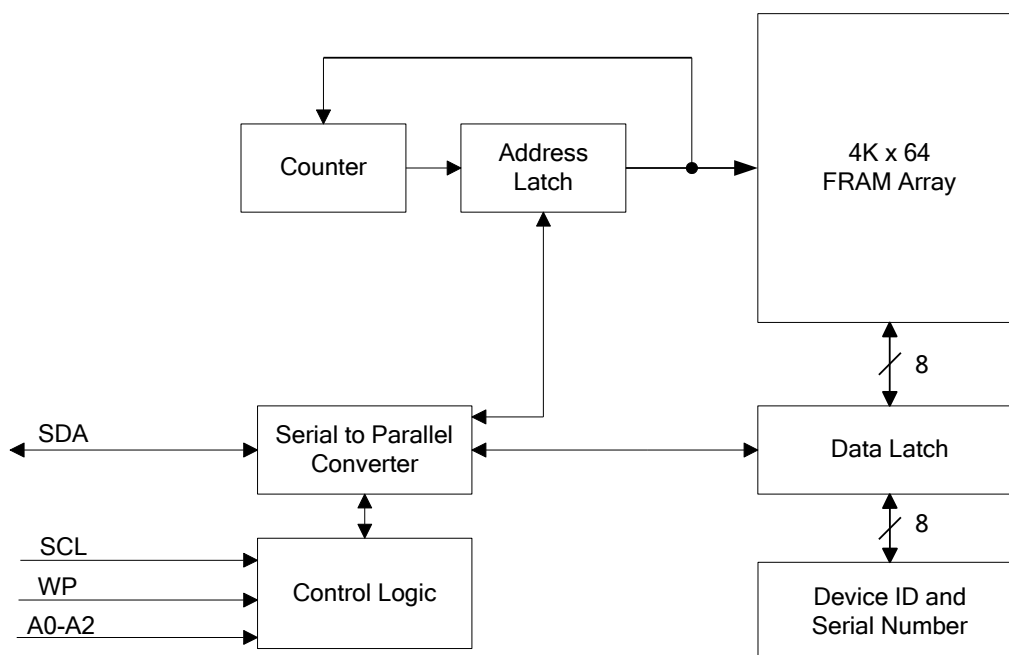 Counter
Address
Latch
4K x 64
FRAM Array
8
SDA
Serial to Parallel
Converter
Data Latch
8
SCL
WP
A0-A2
Control Logic
Device ID and
Serial Number